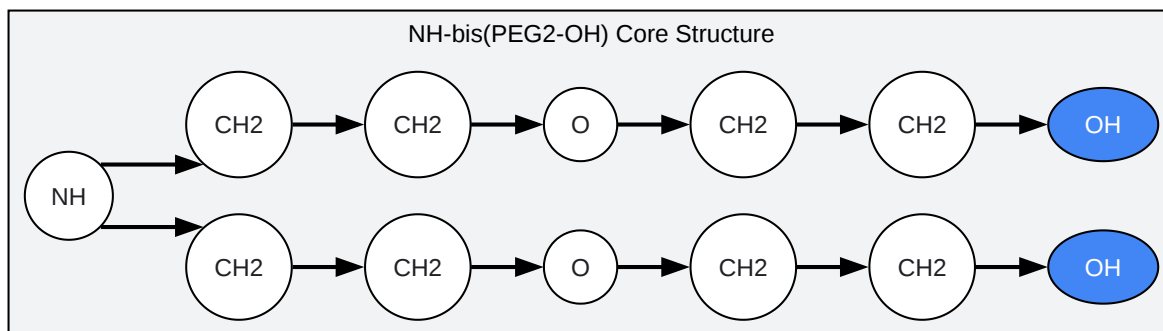 NH-bis(PEG2-OH) Core Structure
CH2 CH2 O CH2 CH2 OH
NH
CH2 CH2 O CH2 CH2 OH